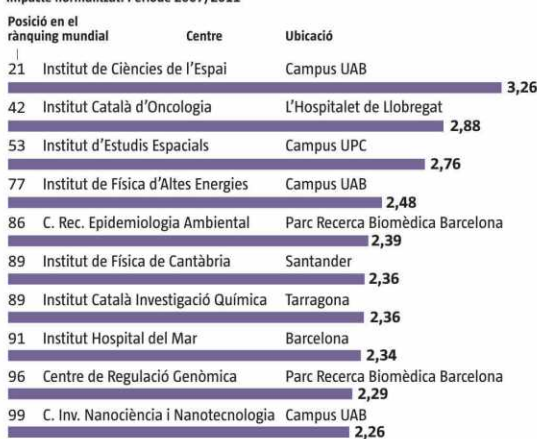 Impacte normalitzat. Període 2007/2011
Posició en el
rànquing mundial Centre Ubicació
21 Institut de Ciències de l'Espai Campus UAB
3,26
42 Institut Català d'Oncologia L'Hospitalet de Llobregat
2,88
53 Institut d'Estudis Espacials Campus UPC
2,76
77 Institut de Física d'Altes Energies Campus UAB
2,48
86 C. Rec. Epidemiologia Ambiental Parc Recerca Biomèdica Barcelona
2,39
89 Institut de Física de Cantàbria Santander
2,36
89 Institut Català Investigació Química Tarragona
2,36
91 Institut Hospital del Mar Barcelona
2,34
96 Centre de Regulació Genòmica Parc Recerca Biomèdica Barcelona
2,29
99 C. Inv. Nanociència i Nanotecnologia Campus UAB
2,26